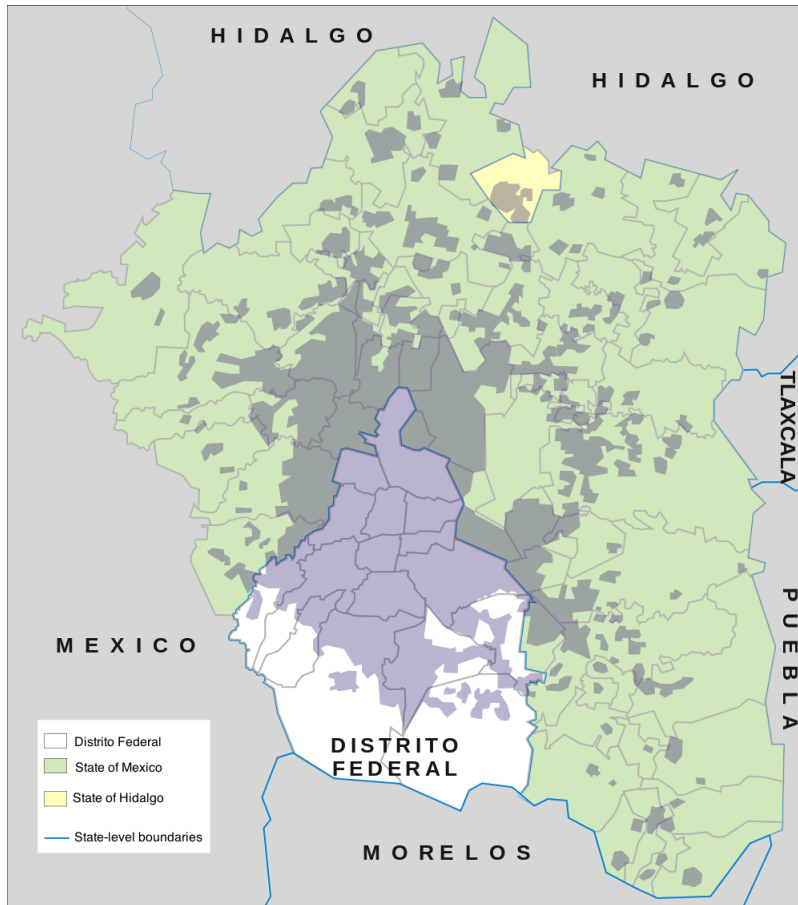 HIDALGO
HIDALGO
TLAXCALA
PUEBLA
MEXICO
DISTRITO
FEDERAL
MORELOS
Distrito Federal
State of Mexico
State of Hidalgo
State-level boundaries